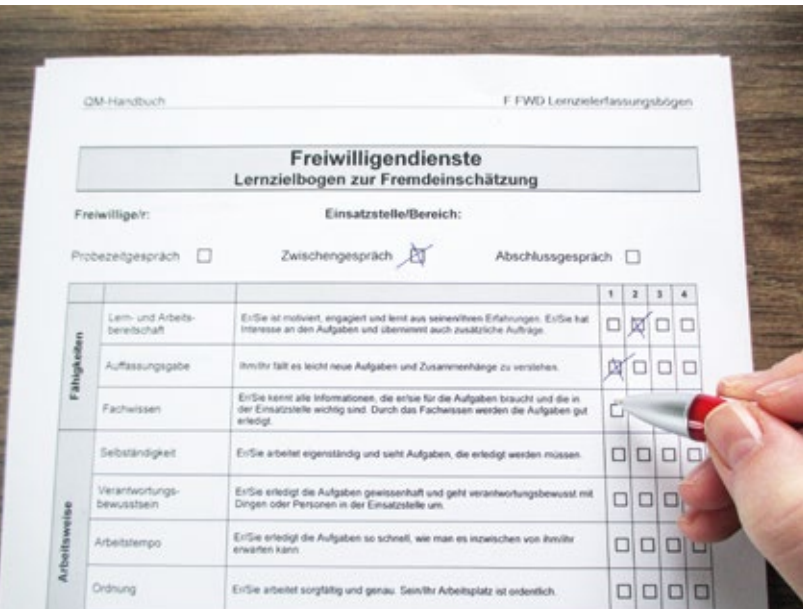 QM-Handbuch F FWD Lernzielerfassungsbögen
Freiwilligendienste
Lernzielbogen zur Fremdeinschätzung
Freiwillige/r: Einsatzstelle/Bereich:
Probezeitgespräch Zwischengespräch Abschlussgespräch
1 2 3 4
Fähigkeiten
Lern- und Arbeits-
bereitschaft
Er/Sie ist motiviert, engagiert und lernt aus seinen/ihren Erfahrungen. Er/Sie hat
Interesse an den Aufgaben und übernimmt auch zusätzliche Aufträge.
Auffassungsgabe
Ihm/Ihr fällt es leicht neue Aufgaben und Zusammenhänge zu verstehen.
Fachwissen
Er/Sie kennt alle Informationen, die er/sie für die Aufgaben braucht und die in
der Einsatzstelle wichtig sind. Durch das Fachwissen werden die Aufgaben gut
erledigt.
Arbeitsweise
Selbständigkeit
Er/Sie arbeitet eigenständig und sieht Aufgaben, die erledigt werden müssen.
Verantwortungs-
bewusstsein
Er/Sie erledigt die Aufgaben gewissenhaft und geht verantwortungsbewusst mit
Dingen oder Personen in der Einsatzstelle um.
Arbeitstempo
Er/Sie erledigt die Aufgaben so schnell, wie man es inzwischen von ihm/ihr
erwarten kann
Ordnung
Er/Sie arbeitet sorgfältig und genau. Sein/Ihr Arbeitsplatz ist ordentlich.